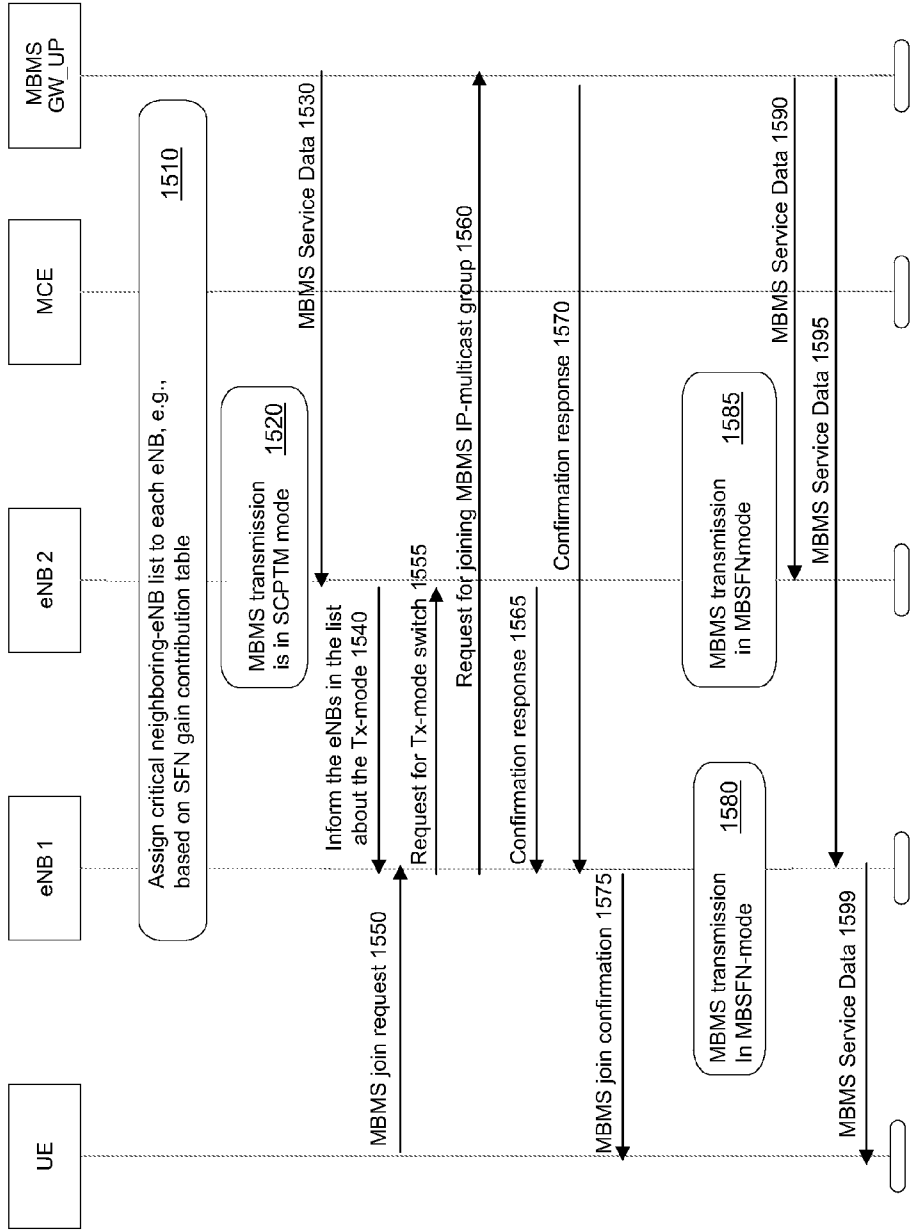 UE
eNB1
eNB2
MCE
MBMS
GW_UP
Assign critical neighboring-eNB list to each eNB, e.g.,
based on SFN gain contribution table
1510
MBMS transmission
is in SC-PTM mode
1520
MBMS Service Data 1530
Inform the eNBs in the list
about the Tx-mode 1540
MBMS join request 1550
Request for Tx-mode switch 1555
Request for joining MBMS IP-multicast group 1560
Confirmation response 1565
Confirmation response 1570
MBMS join confirmation 1575
MBMS transmission
In MBSFN-mode
1580
MBMS transmission
in MBSFNmode
1585
MBMS Service Data 1590
MBMS Service Data 1595
MBMS Service Data 1599